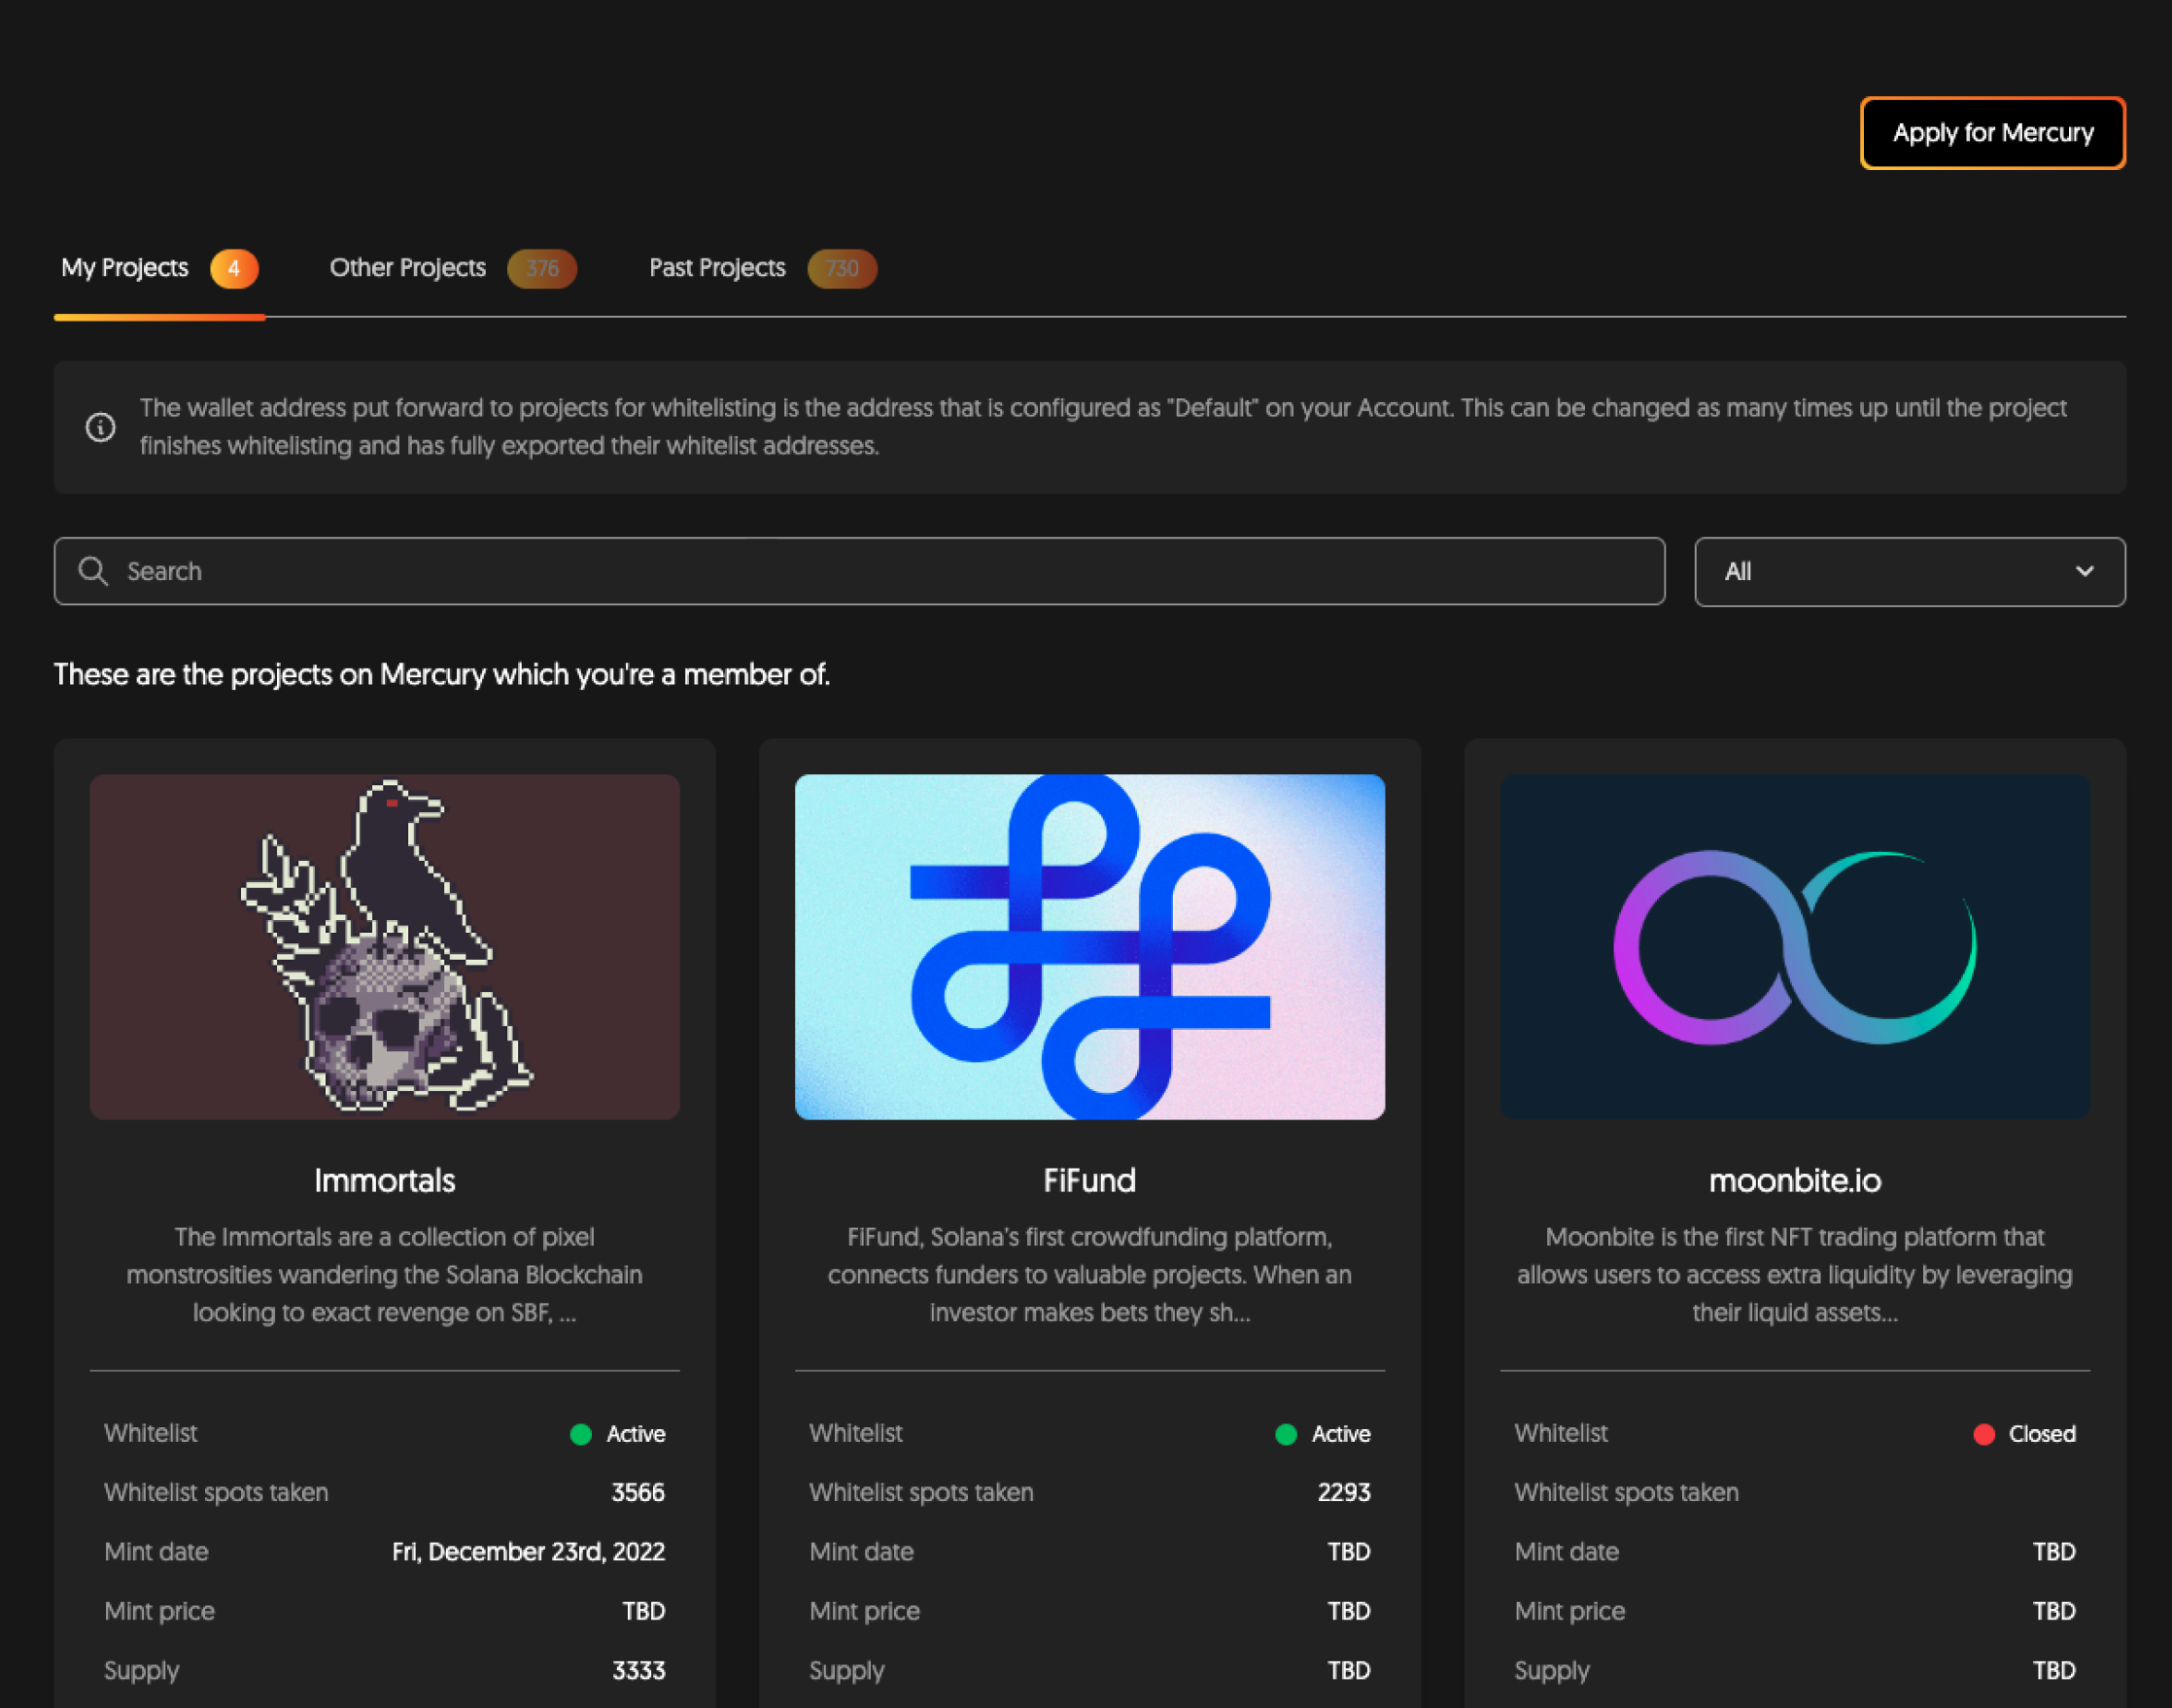 Apply for Mercury
My Projects 4 Other Projects 376 Past Projects 730
The wallet address put forward to projects for whitelisting is the address that is configured as "Default" on your Account. This can be changed as many times up until the project
finishes whitelisting and has fully exported their whitelist addresses.
Search
All
These are the projects on Mercury which you're a member of.
Immortals
The Immortals are a collection of pixel
monstrosities wandering the Solana Blockchain
looking to exact revenge on SBF, ...
Whitelist Active
Whitelist spots taken 3566
Mint date Fri, December 23rd, 2022
Mint price TBD
Supply 3333
FiFund
FiFund, Solana’s first crowdfunding platform,
connects funders to valuable projects. When an
investor makes bets they sh...
Whitelist Active
Whitelist spots taken 2293
Mint date TBD
Mint price TBD
Supply TBD
moonbite.io
Moonbite is the first NFT trading platform that
allows users to access extra liquidity by leveraging
their liquid assets...
Whitelist Closed
Whitelist spots taken
Mint date TBD
Mint price TBD
Supply TBD